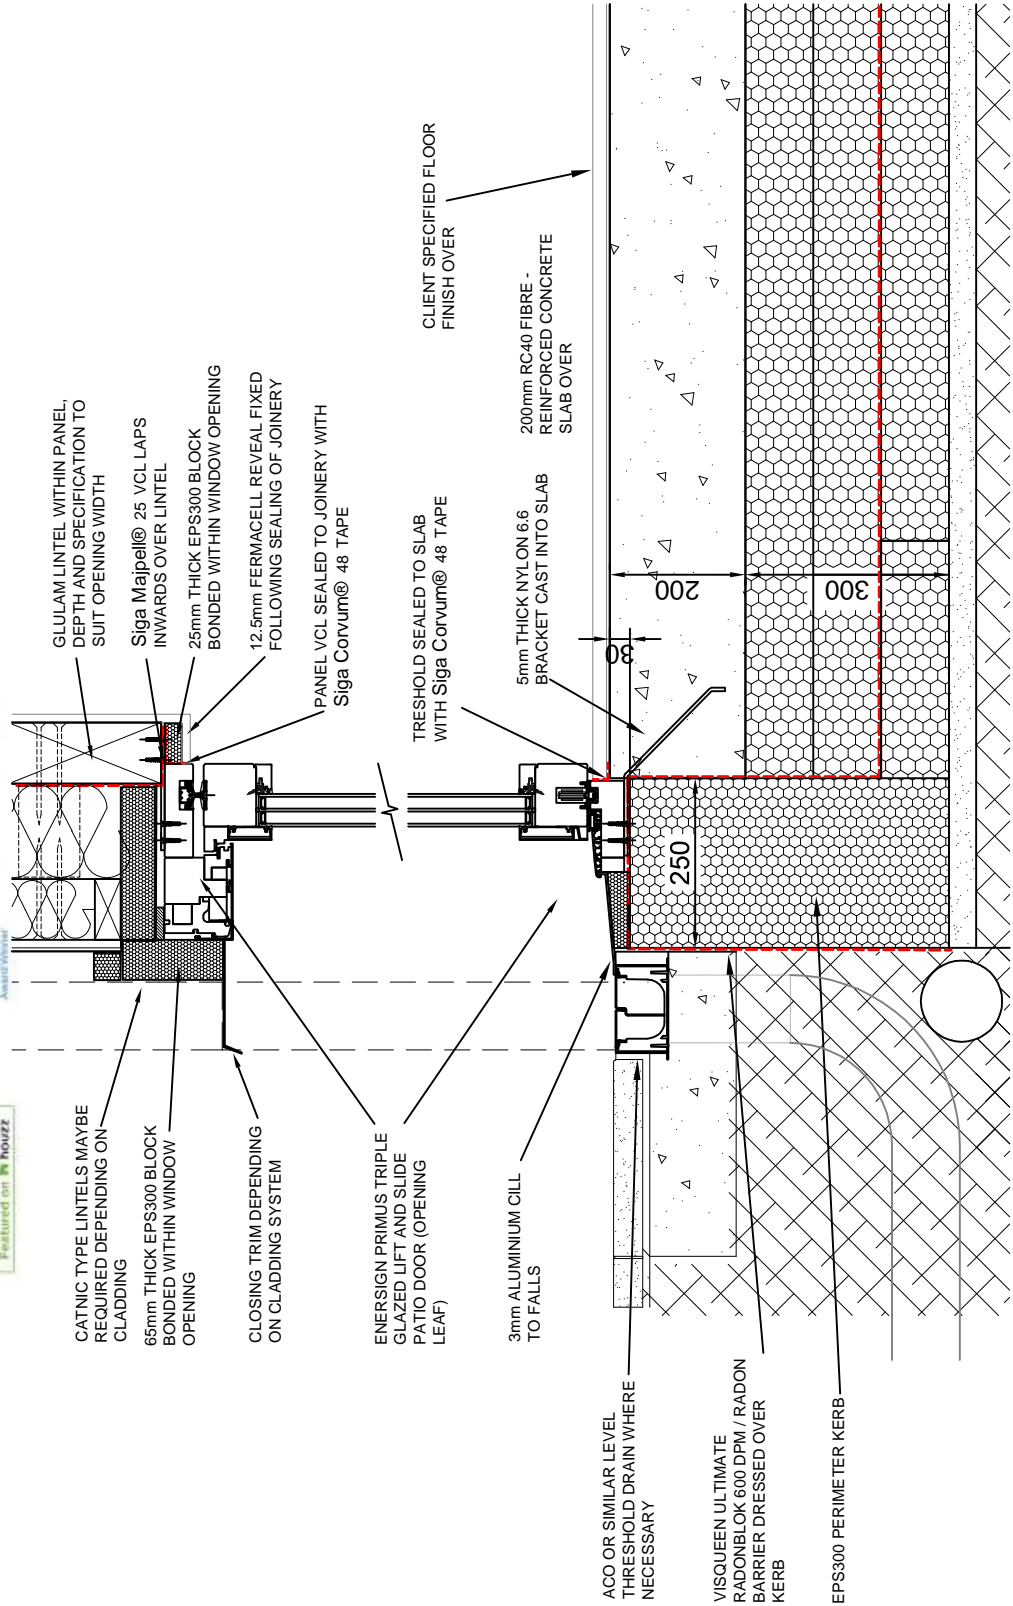 GLULAM LINTEL WITHIN PANEL,
DEPTH AND SPECIFICATION TO
SUIT OPENING WIDTH
Siga Majpell® 25 VCL LAPS
INWARDS OVER LINTEL
25mm THICK EPS300 BLOCK
BONDED WITHIN WINDOW OPENING
12.5mm FERMACELL REVEAL FIXED
FOLLOWING SEALING OF JOINERY
PANEL VCL SEALED TO JOINERY WITH
Siga Corvum® 48 TAPE
TRESHOLD SEALED TO SLAB
WITH Siga Corvum® 48 TAPE
CLIENT SPECIFIED FLOOR
FINISH OVER
200mm RC40 FIBRE -
REINFORCED CONCRETE
SLAB OVER
5mm THICK NYLON 6.6
BRACKET CAST INTO SLAB
30
200
300
250
Award Winner
Featured on houzz
CATNIC TYPE LINTELS MAYBE
REQUIRED DEPENDING ON
CLADDING
65mm THICK EPS300 BLOCK
BONDED WITHIN WINDOW
OPENING
CLOSING TRIM DEPENDING
ON CLADDING SYSTEM
ENERSIGN PRIMUS TRIPLE
GLAZED LIFT AND SLIDE
PATIO DOOR (OPENING
LEAF)
3mm ALUMINIUM CILL
TO FALLS
ACO OR SIMILAR LEVEL
THRESHOLD DRAIN WHERE
NECESSARY
VISQUEEN ULTIMATE
RADONBLOK 600 DPM / RADON
BARRIER DRESSED OVER
KERB
EPS300 PERIMETER KERB